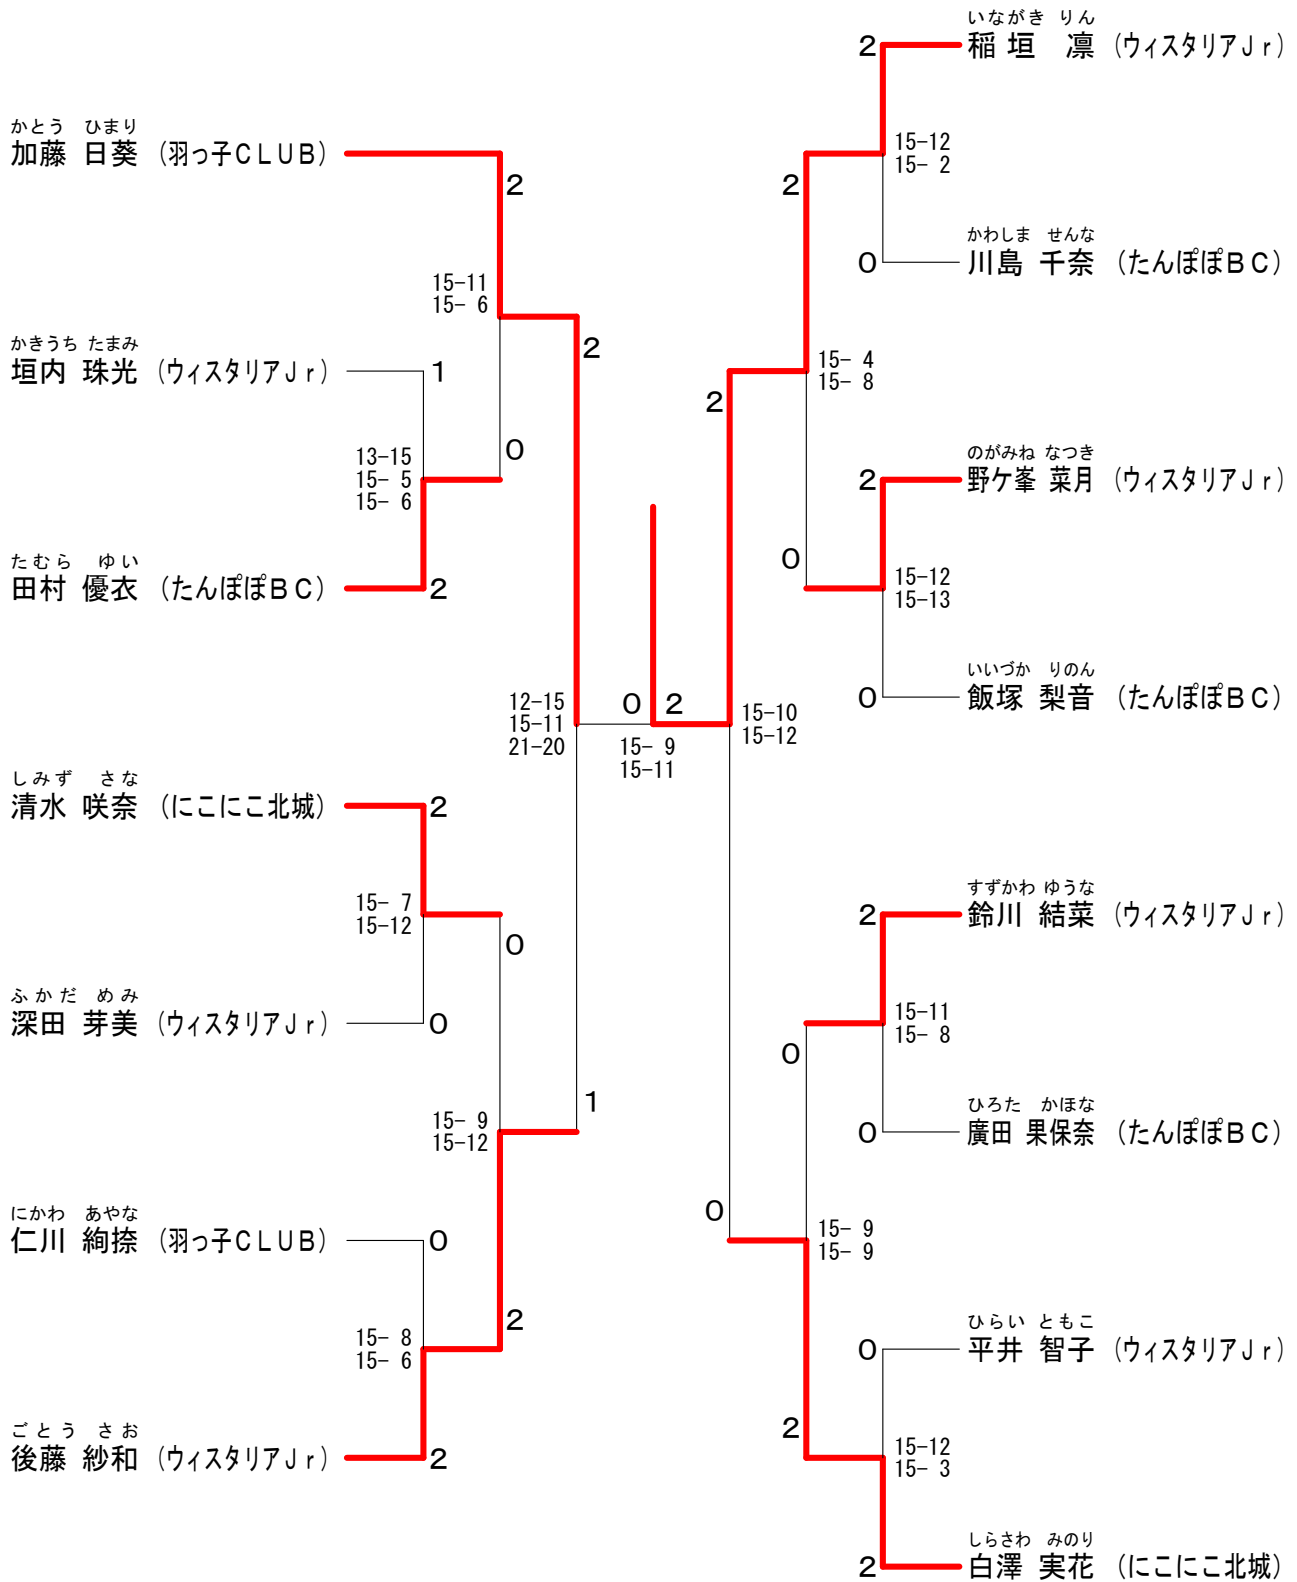 かとう ひまり
加藤 日葵 (羽っ子CLUB)
2
15-11
15- 6
かきうち たまみ
垣内 珠光 (ウィスタリアJr)
1
2
0
13-15
15- 5
15- 6
たむら ゆい
田村 優衣 (たんぽぽBC)
2
12-15
15-11
21-20
しみず さな
清水 咲奈 (にこにこ北城)
2
15- 7
15-12
0
ふかだ めみ
深田 芽美 (ウィスタリアJr)
0
15- 9
15-12
1
にかわ あやな
仁川 絢捺 (羽っ子CLUB)
0
2
15- 8
15- 6
ごとう さお
後藤 紗和 (ウィスタリアJr)
2
0 2
15- 9
15-11
いながき りん
2 稲垣 凛 (ウィスタリアJr)
15-12
15- 2
2
かわしま せんな
0 川島 千奈 (たんぽぽBC)
15- 4
15- 8
2
のがみね なつき
2 野ケ峯 菜月 (ウィスタリアJr)
0
15-12
15-13
いいづか りのん
0 飯塚 梨音 (たんぽぽBC)
15-10
15-12
すずかわ ゆうな
2 鈴川 結菜 (ウィスタリアJr)
15-11
15- 8
0
ひろた かほな
0 廣田 果保奈 (たんぽぽBC)
0
15- 9
15- 9
ひらい ともこ
0 平井 智子 (ウィスタリアJr)
2
15-12
15- 3
しらさわ みのり
2 白澤 実花 (にこにこ北城)